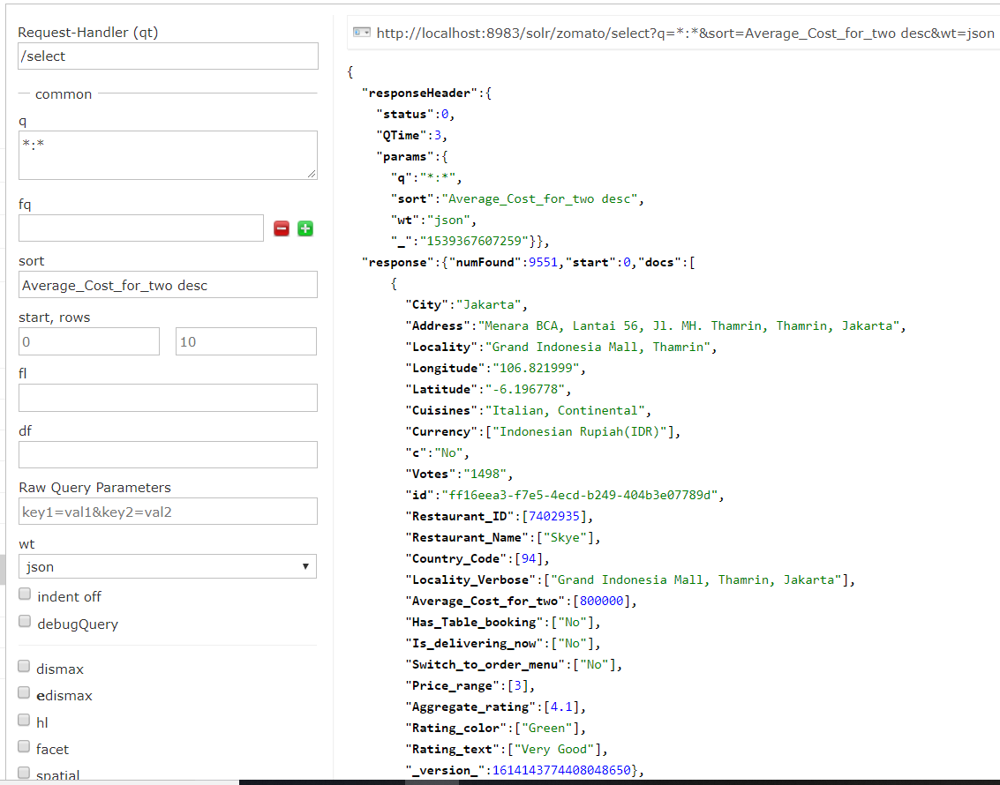 Request-Handler (qt)
/select
common
q
*:*
fq
sort
Average_Cost_for_two desc
start, rows
0
10
fl
df
Raw Query Parameters
key1=val1&key2=val2
wt
json
indent off
debugQuery
dismax
edismax
hl
facet
spatial
http://localhost:8983/solr/zomato/select?q=*:*&sort=Average_Cost_for_two desc&wt=json
{
"responseHeader":{
"status":0,
"QTime":3,
"params":{
"q":"*:*",
"sort":"Average_Cost_for_two desc",
"wt":"json",
"_":"1539367607259"}},
"response":{"numFound":9551,"start":0,"docs":[
{
"City":"Jakarta",
"Address":"Menara BCA, Lantai 56, Jl. MH. Thamrin, Thamrin, Jakarta",
"Locality":"Grand Indonesia Mall, Thamrin",
"Longitude":"106.821999",
"Latitude":"-6.196778",
"Cuisines":"Italian, Continental",
"Currency":["Indonesian Rupiah(IDR)"],
"c":"No",
"Votes":"1498",
"id":"ff16eea3-f7e5-4ecd-b249-404b3e07789d",
"Restaurant_ID":[7402935],
"Restaurant_Name":["Skye"],
"Country_Code":[94],
"Locality_Verbose":["Grand Indonesia Mall, Thamrin, Jakarta"],
"Average_Cost_for_two":[800000],
"Has_Table_booking":["No"],
"Is_delivering_now":["No"],
"Switch_to_order_menu":["No"],
"Price_range":[3],
"Aggregate_rating":[4.1],
"Rating_color":["Green"],
"Rating_text":["Very Good"],
"_version_":1614143774408048650},